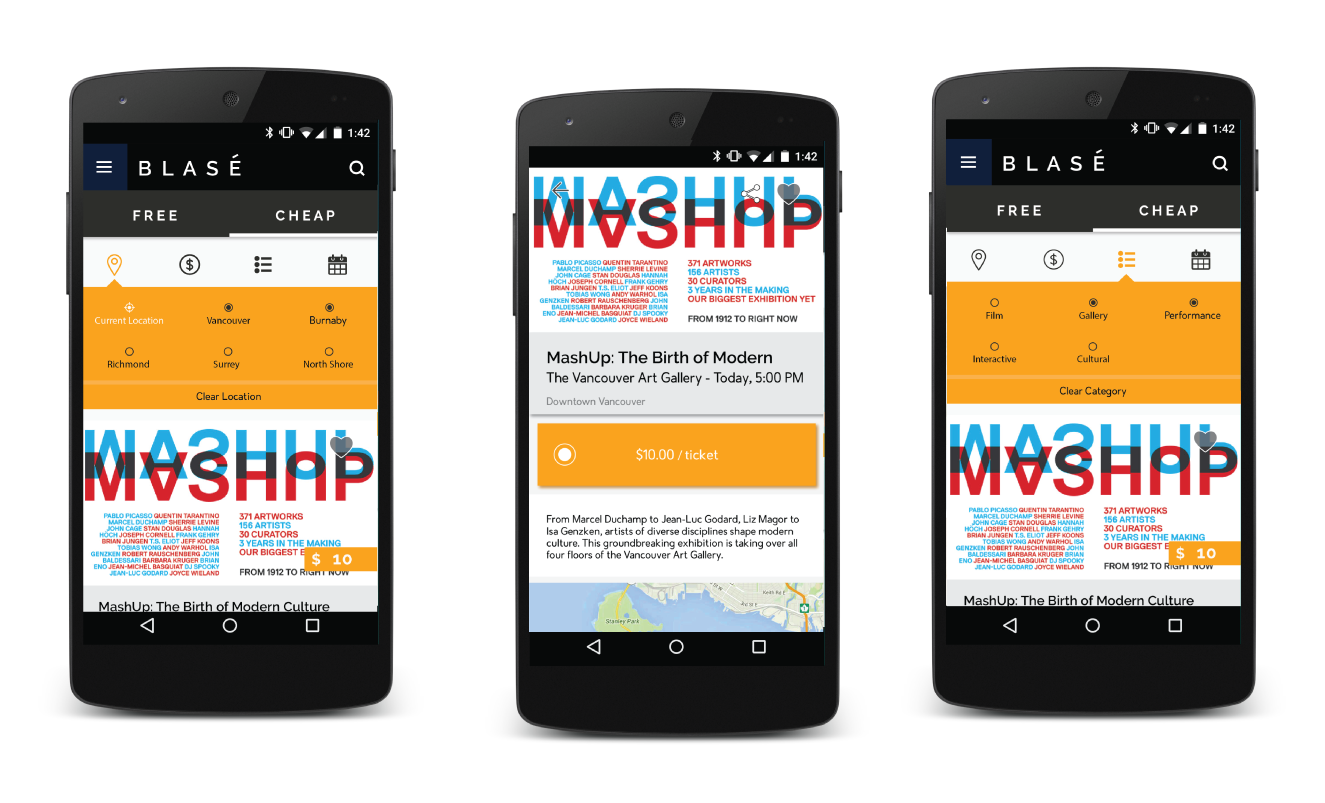 1:42
BLASÉ
FREE CHEAP
Current Location Vancouver Burnaby
Richmond Surrey North Shore
Clear Location
MASHUP
PABLO PICASSO QUENTIN TARANTINO
MARCEL DUCHAMP SHERRIE LEVINE
JOHN CAGE STAN DOUGLAS HANNAH
HÖCH JOSEPH CORNELL FRANK GEHRY
BRIAN JUNGEN T.S. ELIOT JEFF KOONS
TOBIAS WONG ANDY WARHOL ISA
GENZKEN ROBERT RAUSCHENBERG JOHN
BALDESSARI BARBARA KRUGER BRIAN
ENO JEAN-MICHEL BASQUIAT DJ SPOOKY
JEAN-LUC GODARD JOYCE WIELAND
371 ARTWORKS
156 ARTISTS
30 CURATORS
3 YEARS IN THE MAKING
OUR BIGGEST E
$ 10
FROM 1912 TO RIGHT NOW
MashUp: The Birth of Modern Culture
1:42
MASHUP
PABLO PICASSO QUENTIN TARANTINO
MARCEL DUCHAMP SHERRIE LEVINE
JOHN CAGE STAN DOUGLAS HANNAH
HÖCH JOSEPH CORNELL FRANK GEHRY
BRIAN JUNGEN T.S. ELIOT JEFF KOONS
TOBIAS WONG ANDY WARHOL ISA
GENZKEN ROBERT RAUSCHENBERG JOHN
BALDESSARI BARBARA KRUGER BRIAN
ENO JEAN-MICHEL BASQUIAT DJ SPOOKY
JEAN-LUC GODARD JOYCE WIELAND
371 ARTWORKS
156 ARTISTS
30 CURATORS
3 YEARS IN THE MAKING
OUR BIGGEST EXHIBITION YET
FROM 1912 TO RIGHT NOW
MashUp: The Birth of Modern
The Vancouver Art Gallery - Today, 5:00 PM
Downtown Vancouver
$10.00 / ticket
From Marcel Duchamp to Jean-Luc Godard, Liz Magor to
Isa Genzken, artists of diverse disciplines shape modern
culture. This groundbreaking exhibition is taking over all
four floors of the Vancouver Art Gallery.
Keith Rd E
Stanley Park
1:42
BLASÉ
FREE CHEAP
Film Gallery Performance
Interactive Cultural
Clear Category
MASHUP
PABLO PICASSO QUENTIN TARANTINO
MARCEL DUCHAMP SHERRIE LEVINE
JOHN CAGE STAN DOUGLAS HANNAH
HÖCH JOSEPH CORNELL FRANK GEHRY
BRIAN JUNGEN T.S. ELIOT JEFF KOONS
TOBIAS WONG ANDY WARHOL ISA
GENZKEN ROBERT RAUSCHENBERG JOHN
BALDESSARI BARBARA KRUGER BRIAN
ENO JEAN-MICHEL BASQUIAT DJ SPOOKY
JEAN-LUC GODARD JOYCE WIELAND
371 ARTWORKS
156 ARTISTS
30 CURATORS
3 YEARS IN THE MAKING
OUR BIGGEST E
$ 10
FROM 1912 TO RIGHT NOW
MashUp: The Birth of Modern Culture